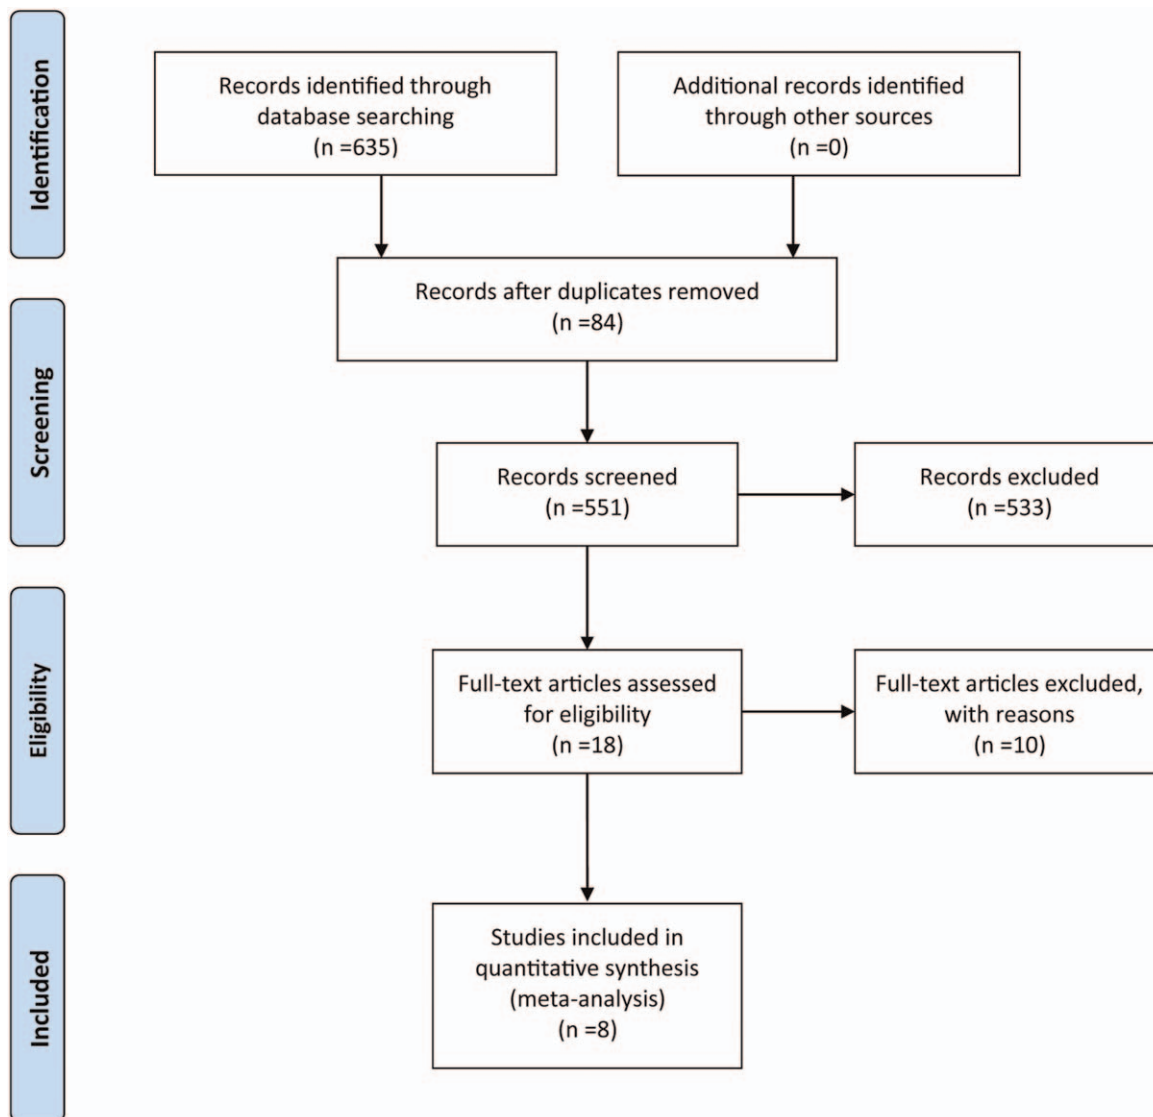 Identification
Records identified through
database searching
(n =635)
Additional records identified
through other sources
(n =0)
Records after duplicates removed
(n =84)
Screening
Records screened
(n =551)
Records excluded
(n =533)
Eligibility
Full-text articles assessed
for eligibility
(n =18)
Full-text articles excluded,
with reasons
(n =10)
Included
Studies included in
quantitative synthesis
(meta-analysis)
(n =8)